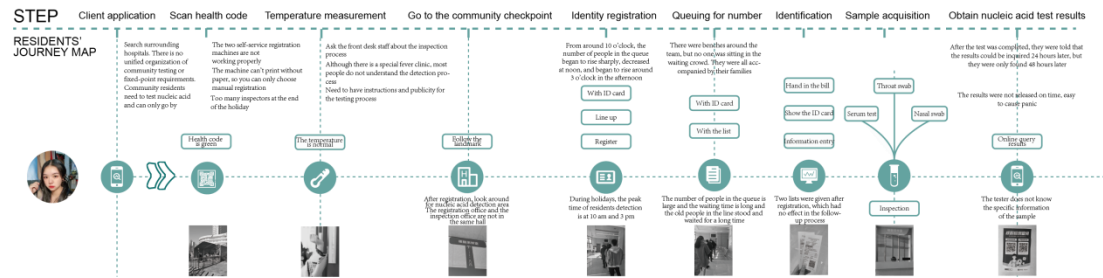 STEP
Client application
Scan health code
Temperature measurement
Go to the community checkpoint
Identity registration
Queuing for number
Identification
Sample acquisition
Obtain nucleic acid test results
RESIDENTS'
JOURNEY MAP
Search surrounding
hospitals. There is no
unified organization of
community testing or
fixed-point requirements.
Community residents
need to test nucleic acid
and can only go by
The two self-service registration
machines are not
working properly
The machine can't print without
paper, so you can only choose
manual registration
Too many inspectors at the end
of the holiday
Ask the front desk staff about the inspection
process
Although there is a special fever clinic, most
people do not understand the detection pro-
cess
Need to have instructions and publicity for
the testing process
From around 10 o'clock, the
number of people in the queue
began to rise sharply, decreased
at noon, and began to rise around
3 o'clock in the afternoon
There were benches around the
team, but no one was sitting in the
waiting crowd. They were all acc-
ompanied by their families
After the test was completed, they were told that
the results could be inquired 24 hours later, but
they were only found 48 hours later
The results were not released on time, easy
to cause panic
Health code
is green
The temperature
is normal
Follow the
landmark
With ID card
Line up
Register
With ID card
With the list
Hand in the bill
Show the ID card
Information entry
Throat swab
Serum test
Nasal swab
Online query
results
After registration, look around
for nucleic acid detection area
The registration office and the
inspection office are not in
the same hall
During holidays, the peak
time of residents detection
is at 10 am and 3 pm
The number of people in the queue is
large and the waiting time is long and
the old people in the line stood and
waited for a long time
Two lists were given after
registration, which had
no effect in the follow-
up process
Inspection
The tester does not know
the specific information
of the sample